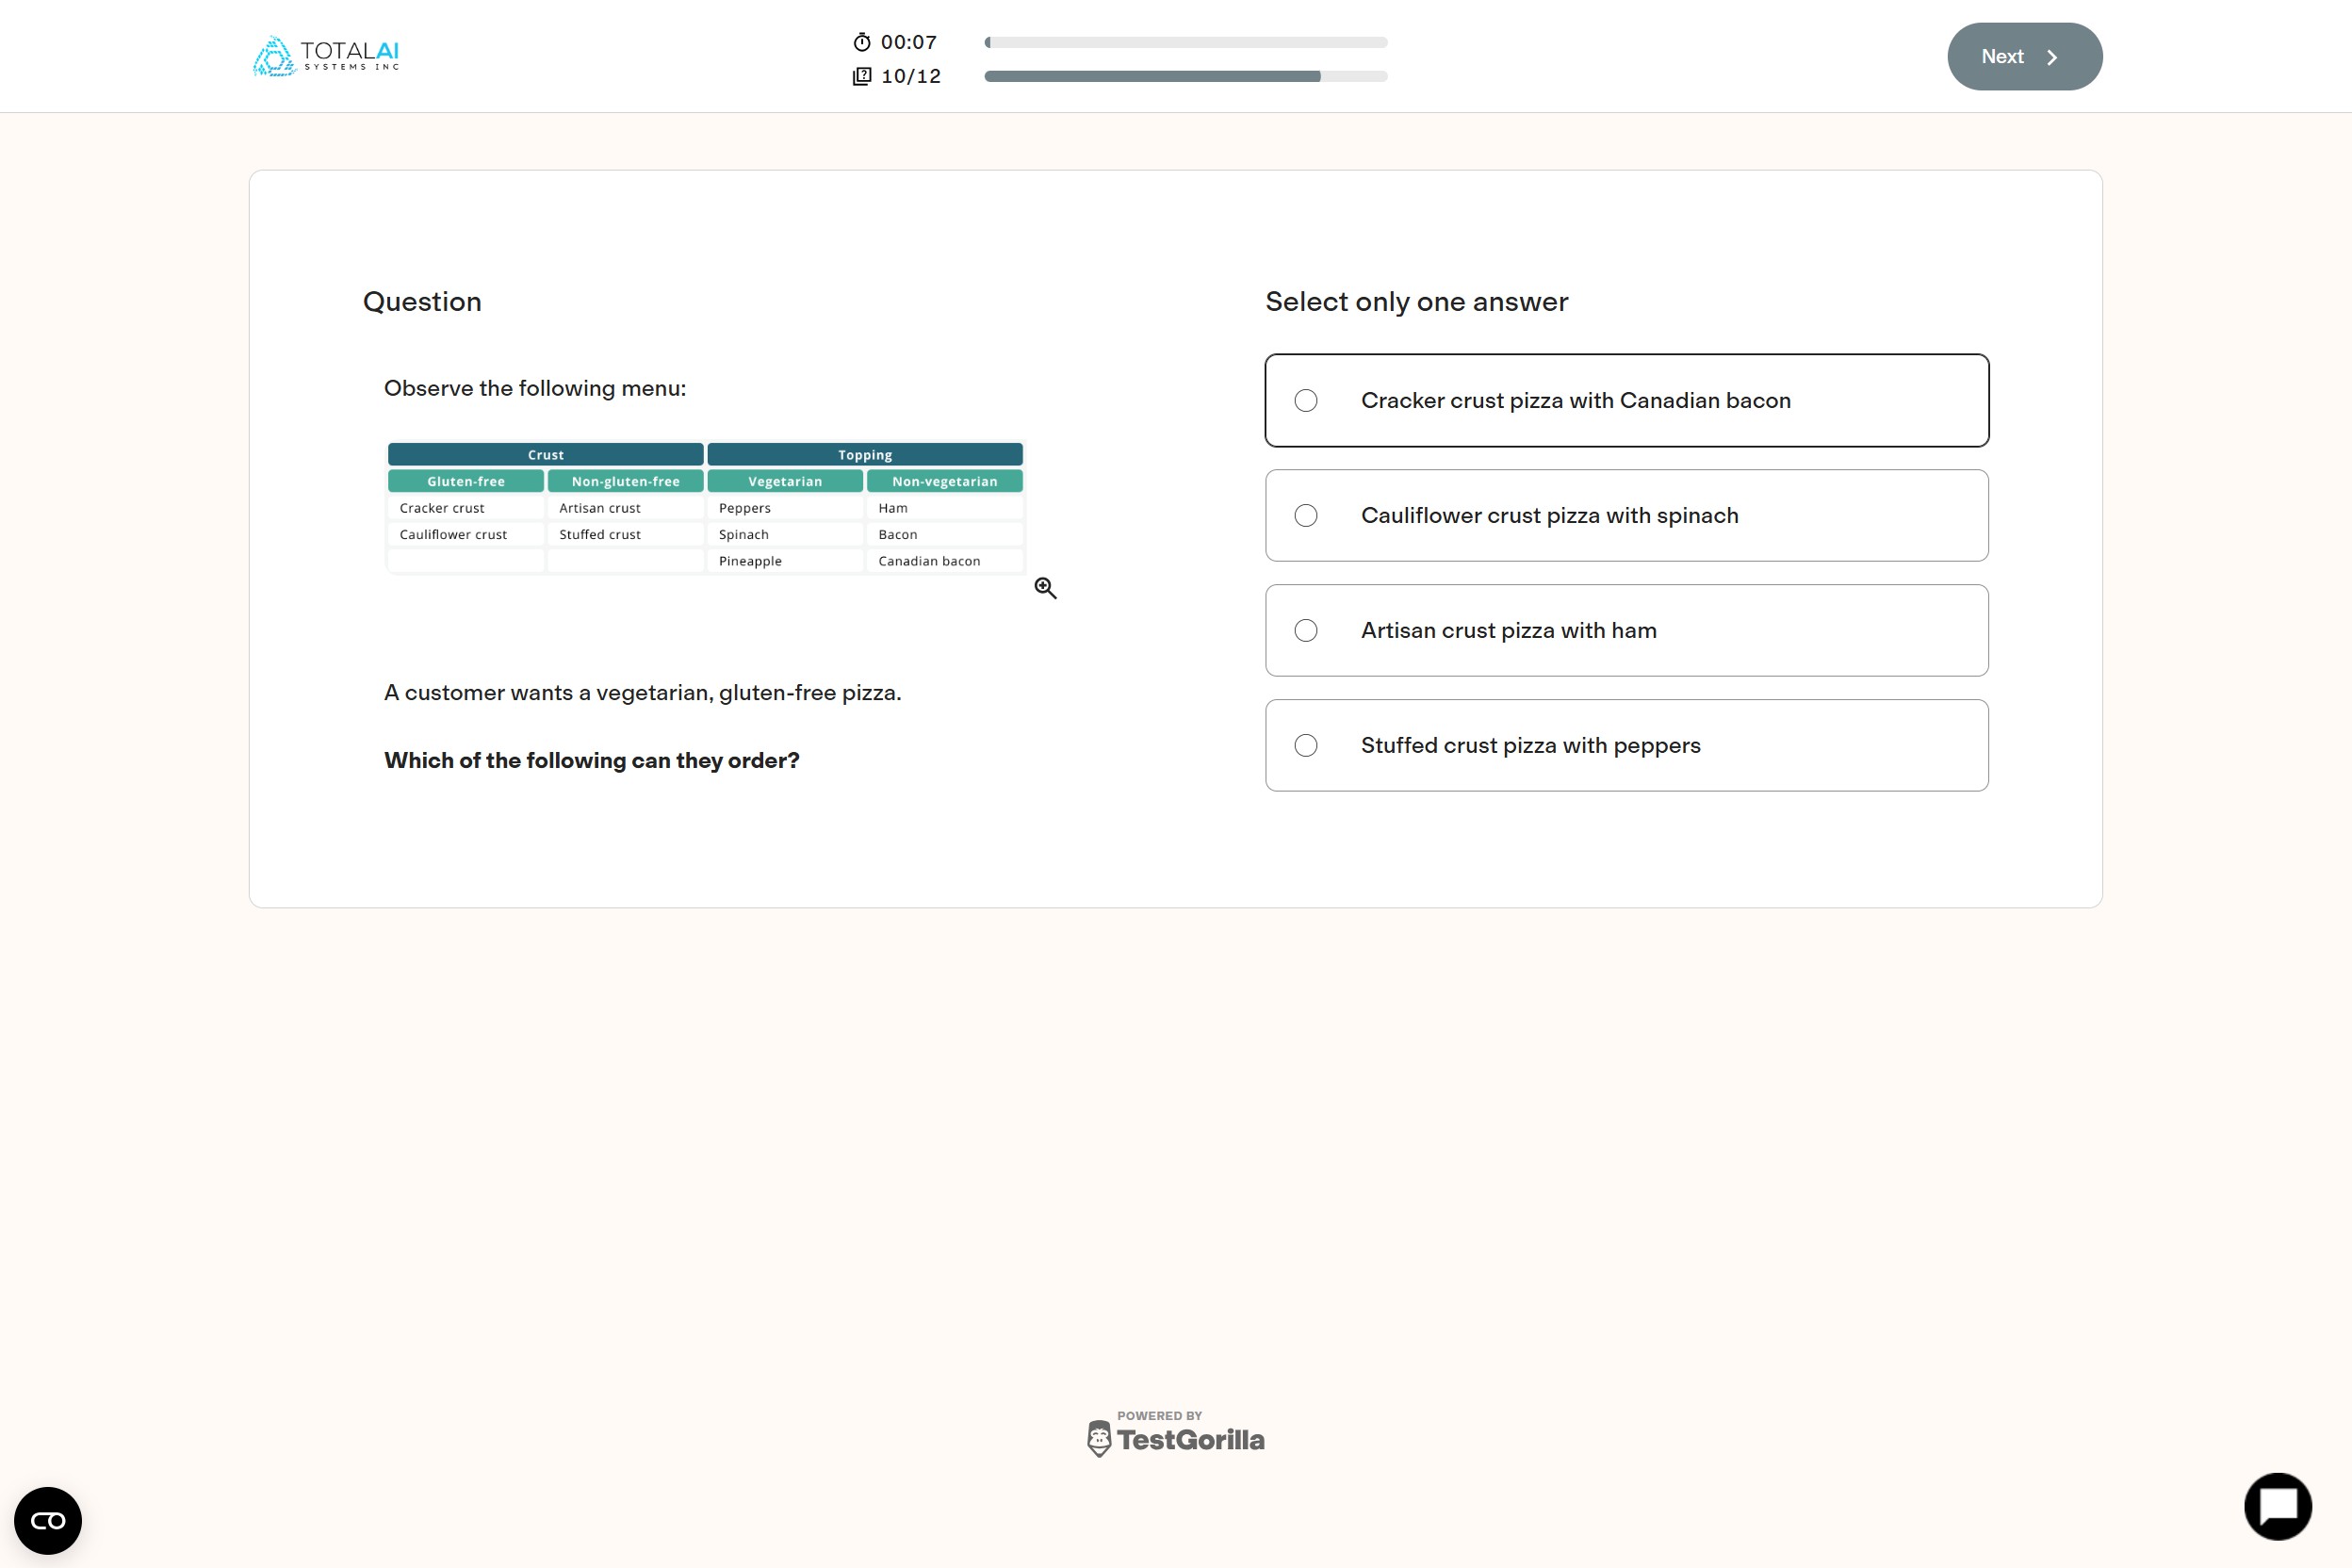 TOTALAI
SYSTEMS INC
00:07
10/12
Next
Question
Observe the following menu:
Crust Topping
Gluten-free Non-gluten-free Vegetarian Non-vegetarian
Cracker crust Artisan crust Peppers Ham
Cauliflower crust Stuffed crust Spinach Bacon
Pineapple Canadian bacon
A customer wants a vegetarian, gluten-free pizza.
Which of the following can they order?
Select only one answer
Cracker crust pizza with Canadian bacon
Cauliflower crust pizza with spinach
Artisan crust pizza with ham
Stuffed crust pizza with peppers
POWERED BY
TestGorilla